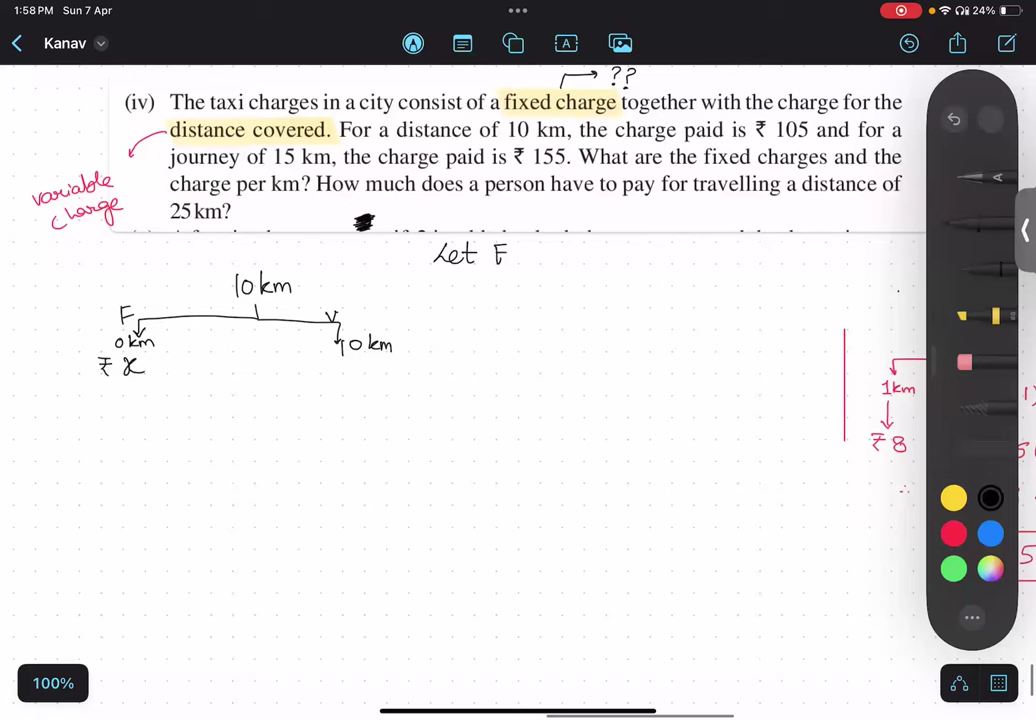 1:58 PM Sun 7 Apr
24%
Kanav
??
(iv) The taxi charges in a city consist of a fixed charge together with the charge for the
distance covered. For a distance of 10 km, the charge paid is ₹ 105 and for a
journey of 15 km, the charge paid is ₹ 155. What are the fixed charges and the
charge per km? How much does a person have to pay for travelling a distance of
25 km?
variable
charge
Let F
10 km
F V
0 km 10 km
₹ x
1 km
₹ 8
∴
5
100%